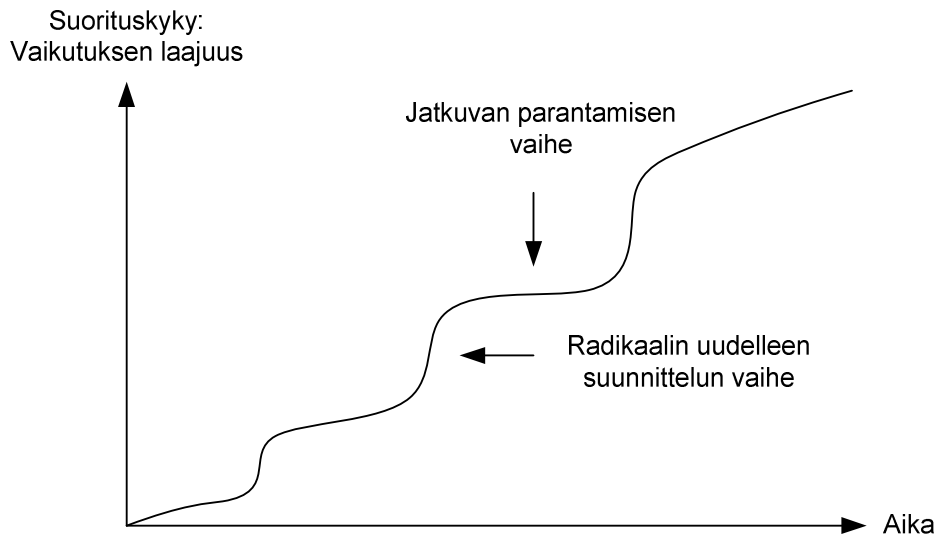 Suorituskyky:
Vaikutuksen laajuus
Jatkuvan parantamisen
vaihe
Radikaalin uudelleen
suunnittelun vaihe
Aika